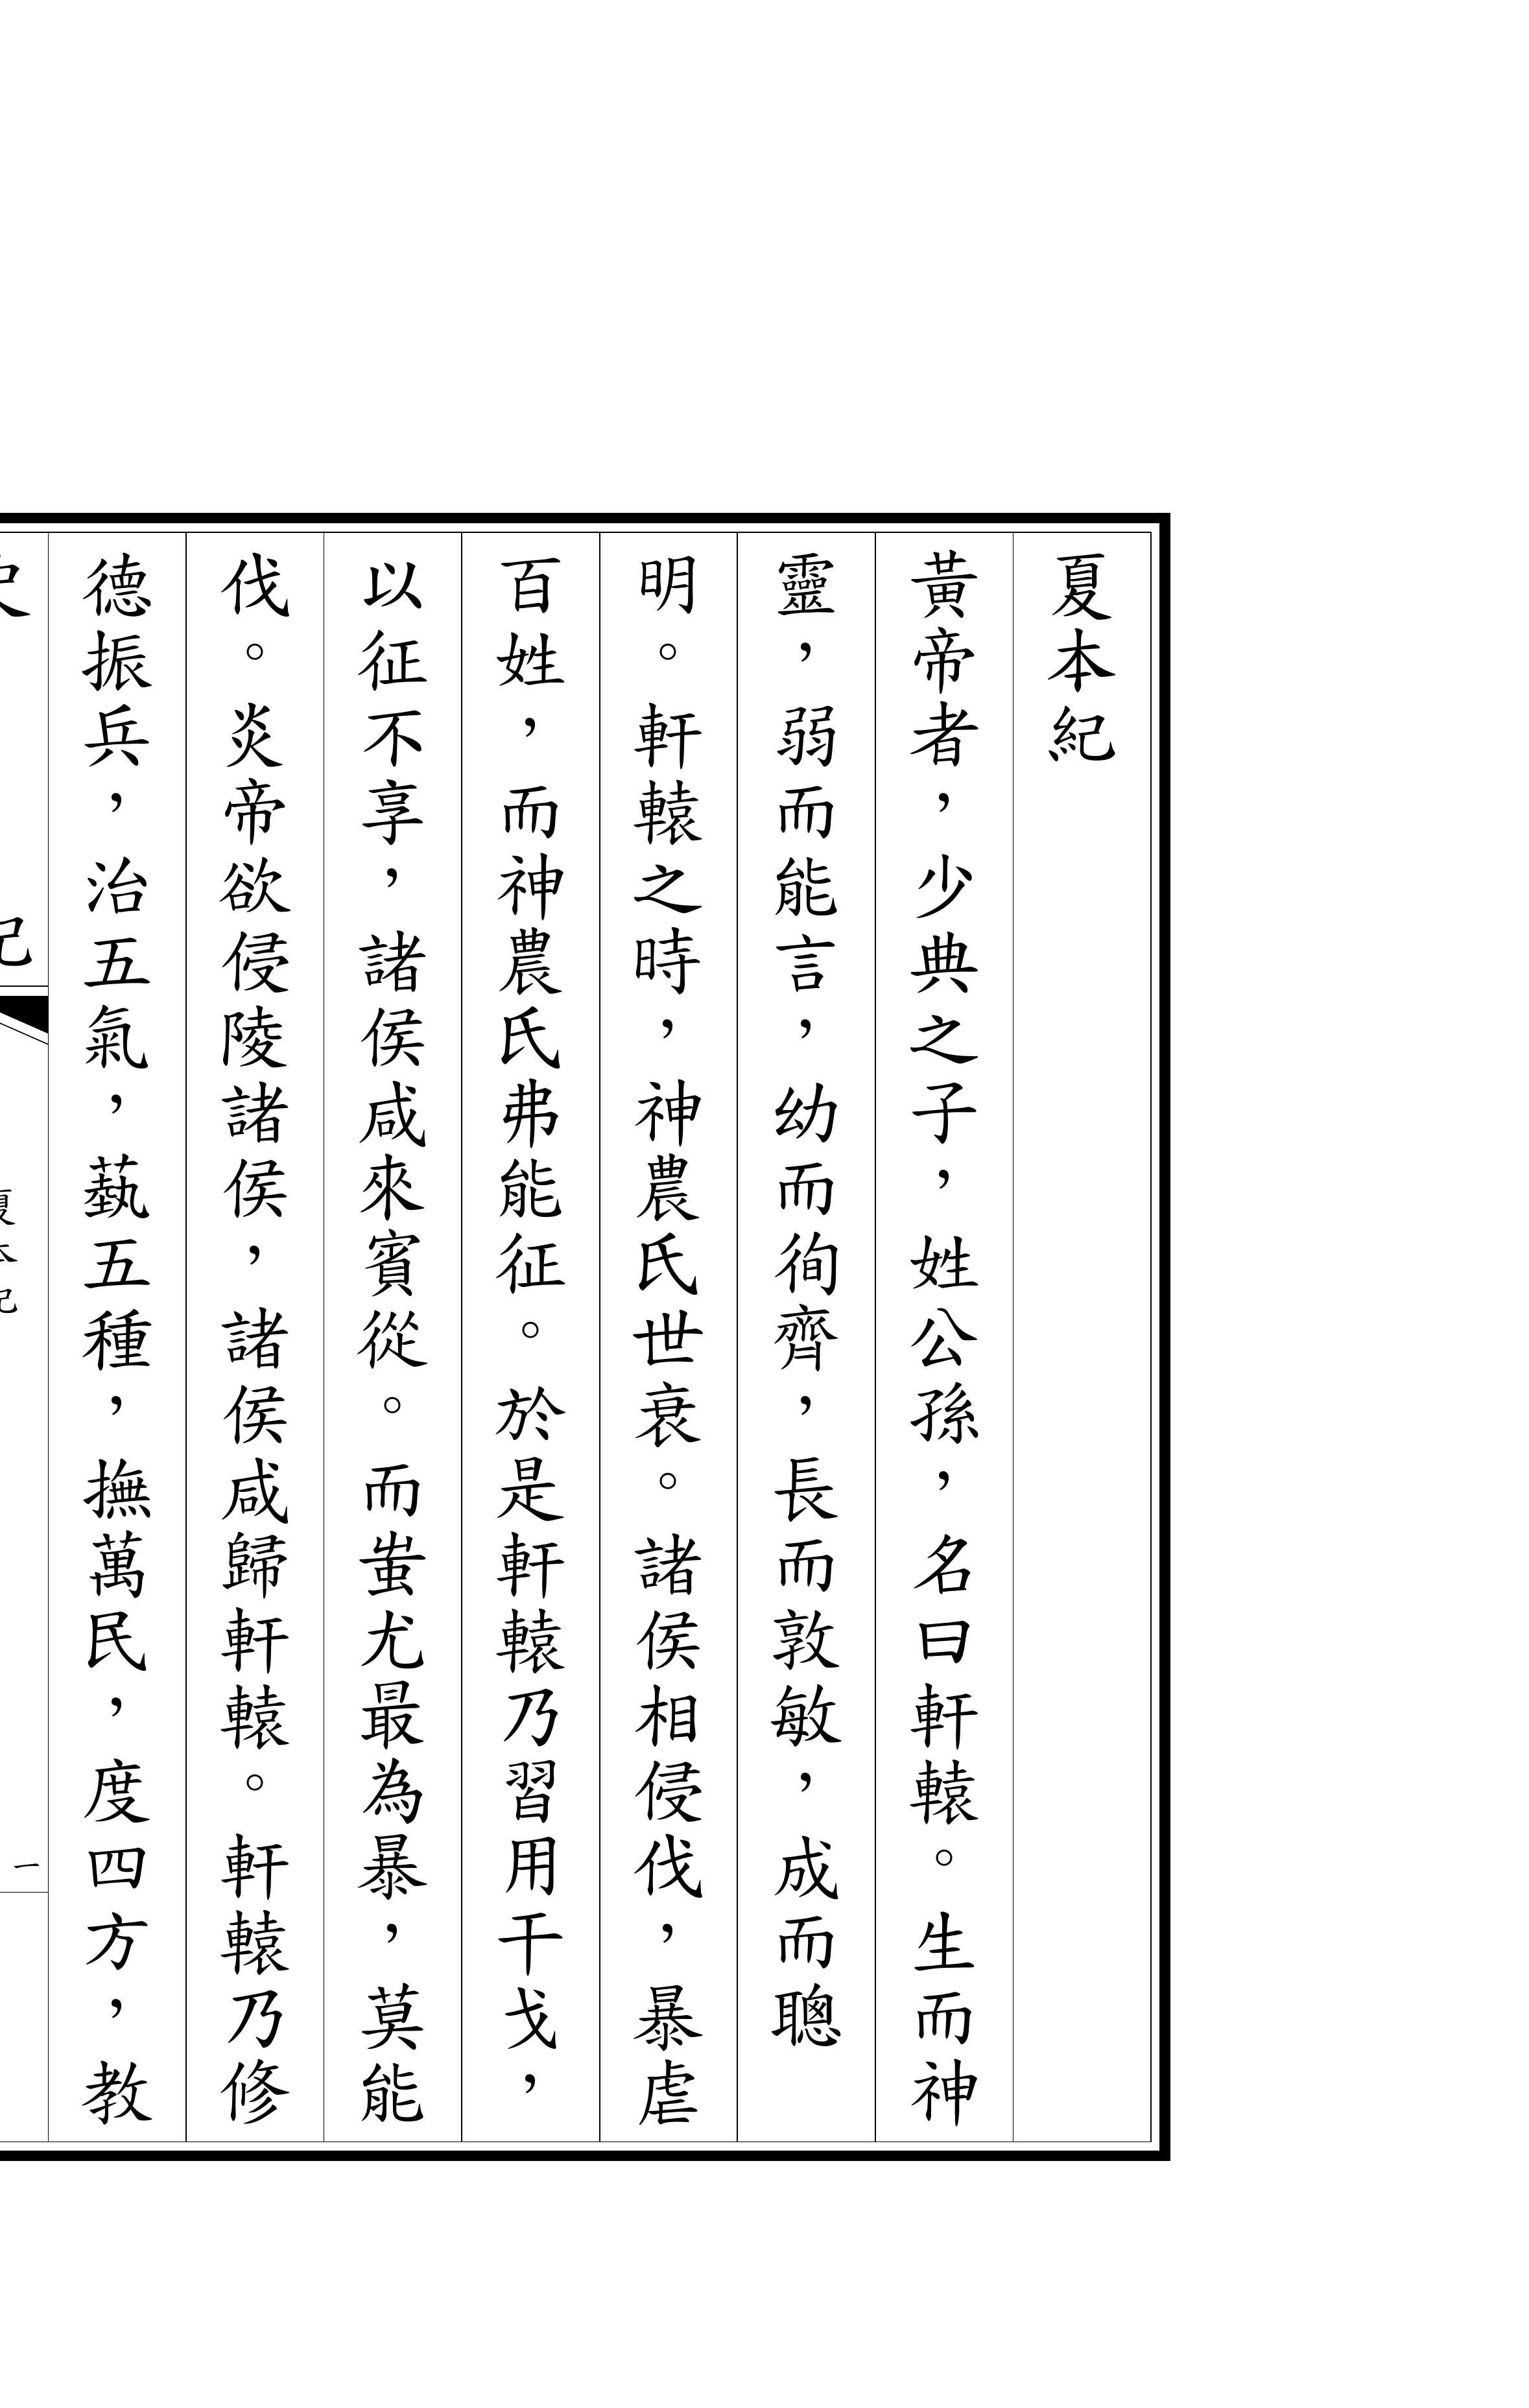 夏本紀
黃帝者，少典之子，姓公孫，名曰軒轅。生而神
靈，弱而能言，幼而徇齊，長而敦敏，成而聰
明。軒轅之時，神農氏世衰。諸侯相侵伐，暴虐
百姓，而神農氏弗能征。於是軒轅乃習用干戈，
以征不享，諸侯咸來賓從。而蚩尤最為暴，莫能
伐。炎帝欲侵陵諸侯，諸侯咸歸軒轅。軒轅乃修
德振兵，治五氣，蓺五種，撫萬民，度四方，教
夏本紀
一